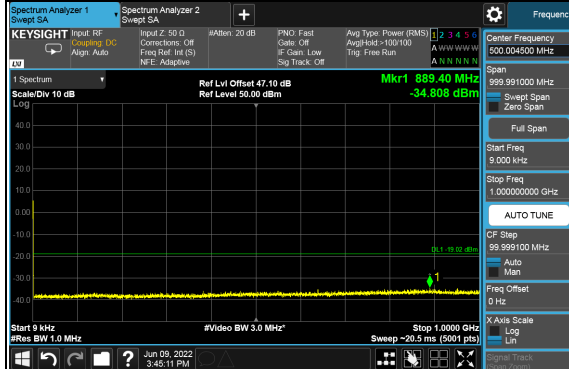 Spectrum Analyzer 1
Swept SA
Spectrum Analyzer 2
Swept SA
+
Frequenc
KEYSIGHT
Input: RF
Coupling: DC
Align: Auto
Input Z: 50 Ω
Corrections: Off
Freq Ref: Int (S)
NFE: Adaptive
#Atten: 20 dB
PNO: Fast
Gate: Off
IF Gain: Low
Sig Track: Off
Avg Type: Power (RMS)
Avg|Hold:>100/100
Trig: Free Run
1 2 3 4 5 6
A W W W W W
A N N N N N
LXI
1 Spectrum
Scale/Div 10 dB
Log
Ref Lvl Offset 47.10 dB
Ref Level 50.00 dBm
Mkr1 889.40 MHz
-34.808 dBm
40.0
30.0
20.0
10.0
0.00
-10.0
-20.0
-30.0
-40.0
DL1 -19.02 dBm
1
Start 9 kHz
#Res BW 1.0 MHz
#Video BW 3.0 MHz*
Stop 1.0000 GHz
Sweep ~20.5 ms (5001 pts)
Jun 09, 2022
3:45:11 PM
?
Center Frequency
500.004500 MHz
Span
999.991000 MHz
Swept Span
Zero Span
Full Span
Start Freq
9.000 kHz
Stop Freq
1.000000000 GHz
AUTO TUNE
CF Step
99.999100 MHz
Auto
Man
Freq Offset
0 Hz
X Axis Scale
Log
Lin
Signal Track
(Span Zoom)